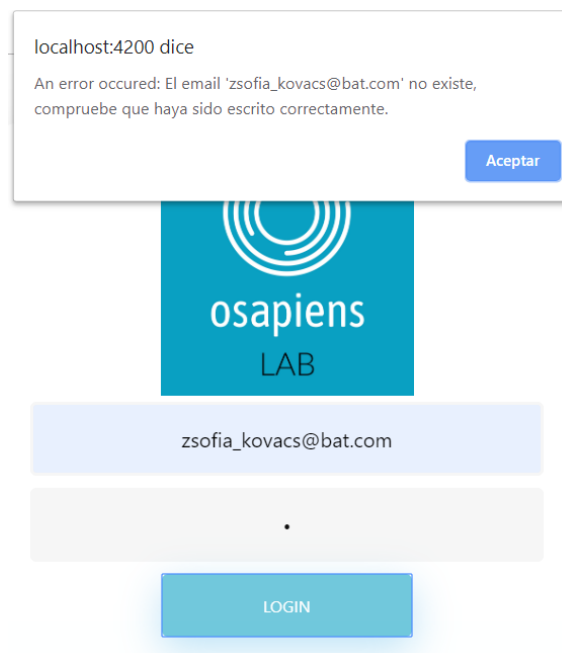 localhost:4200 dice
An error occured: El email 'zsofia_kovacs@bat.com' no existe,
compruebe que haya sido escrito correctamente.
Aceptar
osapiens
LAB
zsofia_kovacs@bat.com
•
LOGIN